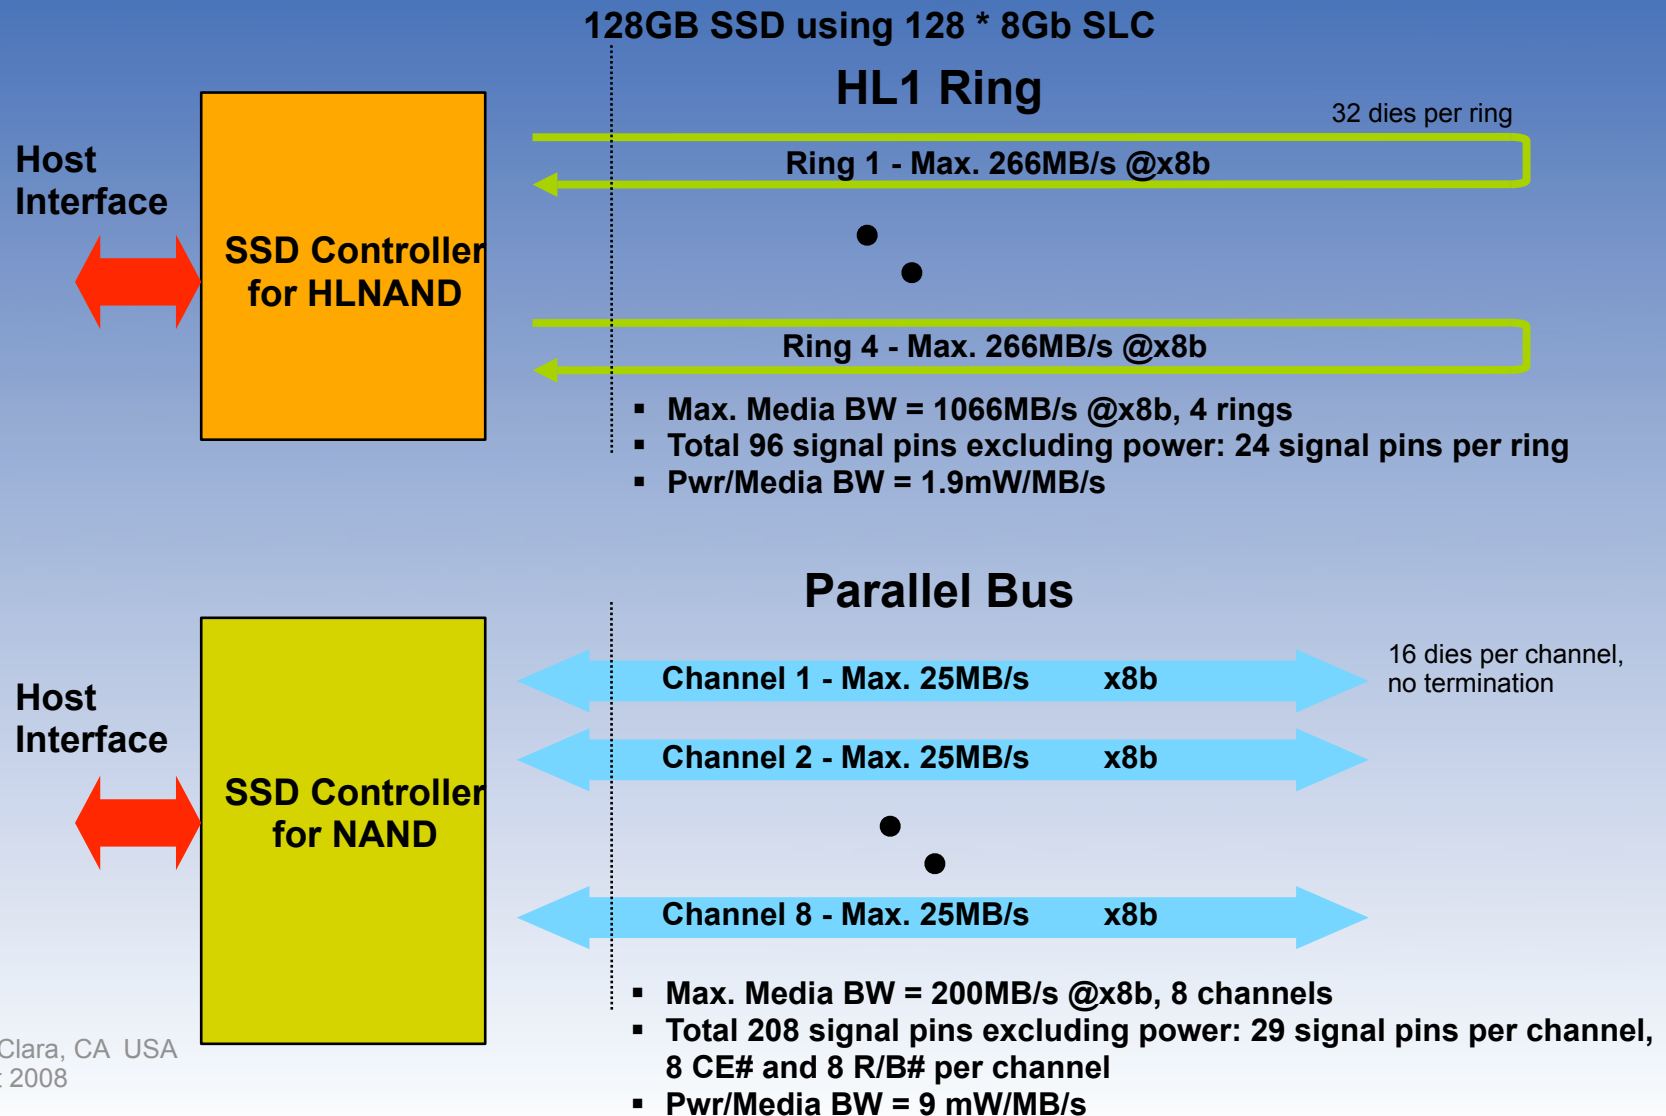 128GB SSD using 128 * 8Gb SLC
HL1 Ring
32 dies per ring
Host
Interface
SSD Controller
for HLNAND
Ring 1 - Max. 266MB/s @x8b
Ring 4 - Max. 266MB/s @x8b
▪ Max. Media BW = 1066MB/s @x8b, 4 rings
▪ Total 96 signal pins excluding power: 24 signal pins per ring
▪ Pwr/Media BW = 1.9mW/MB/s
Parallel Bus
16 dies per channel,
no termination
Host
Interface
SSD Controller
for NAND
Channel 1 - Max. 25MB/s x8b
Channel 2 - Max. 25MB/s x8b
Channel 8 - Max. 25MB/s x8b
▪ Max. Media BW = 200MB/s @x8b, 8 channels
▪ Total 208 signal pins excluding power: 29 signal pins per channel,
8 CE# and 8 R/B# per channel
▪ Pwr/Media BW = 9 mW/MB/s
Clara, CA USA
2008